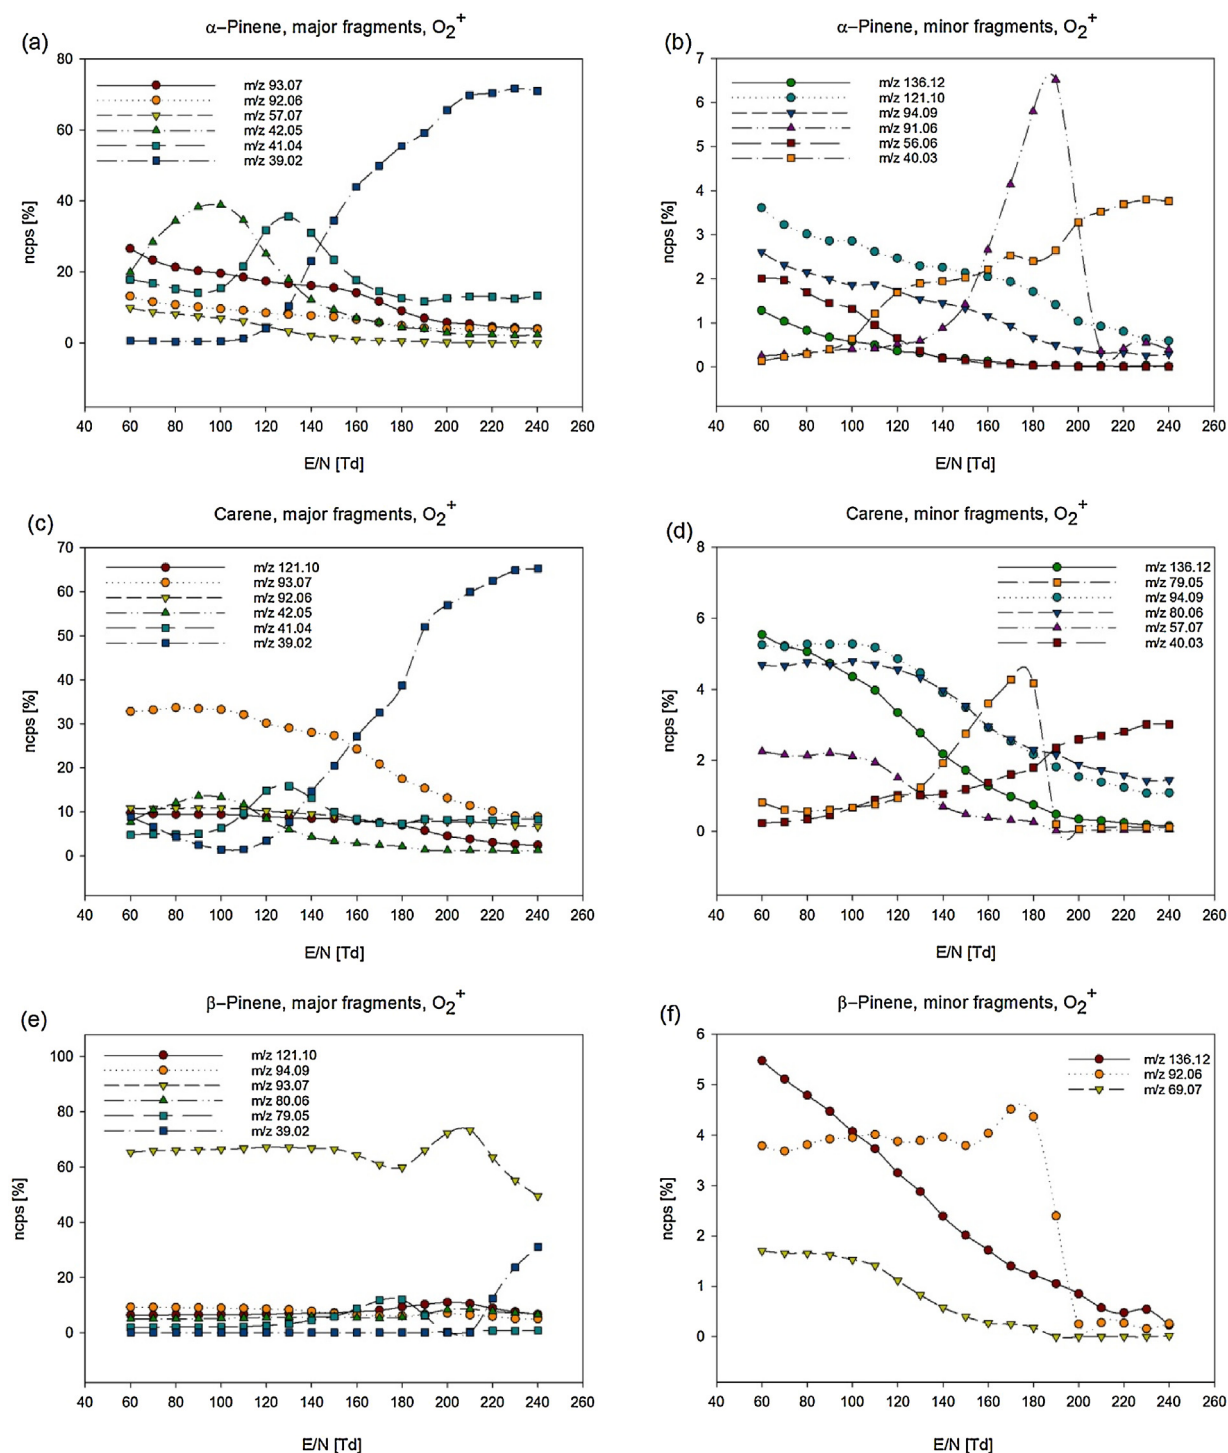 (a)
α–Pinene, major fragments, O2+
80
60
40
20
0
ncps [%]
m/z 93.07
m/z 92.06
m/z 57.07
m/z 42.05
m/z 41.04
m/z 39.02
40 60 80 100 120 140 160 180 200 220 240 260
E/N [Td]
(b)
α–Pinene, minor fragments, O2+
7
6
5
4
3
2
1
0
ncps [%]
m/z 136.12
m/z 121.10
m/z 94.09
m/z 91.06
m/z 56.06
m/z 40.03
40 60 80 100 120 140 160 180 200 220 240 260
E/N [Td]
(c)
Carene, major fragments, O2+
70
60
50
40
30
20
10
0
ncps [%]
m/z 121.10
m/z 93.07
m/z 92.06
m/z 42.05
m/z 41.04
m/z 39.02
40 60 80 100 120 140 160 180 200 220 240 260
E/N [Td]
(d)
Carene, minor fragments, O2+
8
6
4
2
0
ncps [%]
m/z 136.12
m/z 79.05
m/z 94.09
m/z 80.06
m/z 57.07
m/z 40.03
40 60 80 100 120 140 160 180 200 220 240 260
E/N [Td]
(e)
β–Pinene, major fragments, O2+
100
80
60
40
20
0
ncps [%]
m/z 121.10
m/z 94.09
m/z 93.07
m/z 80.06
m/z 79.05
m/z 39.02
40 60 80 100 120 140 160 180 200 220 240 260
E/N [Td]
(f)
β–Pinene, minor fragments, O2+
6
5
4
3
2
1
0
ncps [%]
m/z 136.12
m/z 92.06
m/z 69.07
40 60 80 100 120 140 160 180 200 220 240 260
E/N [Td]